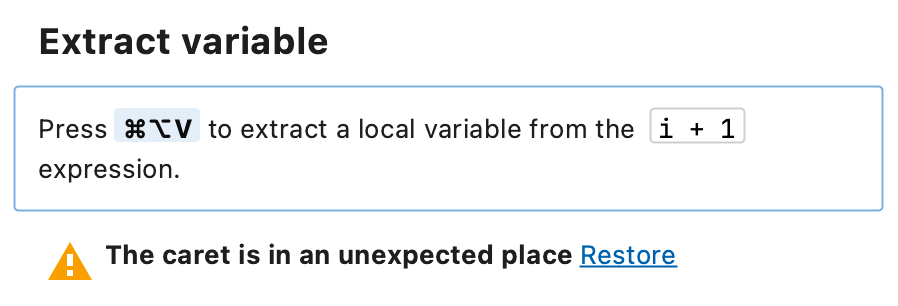 Extract variable
Press ⌘⌥V to extract a local variable from the i + 1
expression.
The caret is in an unexpected place Restore